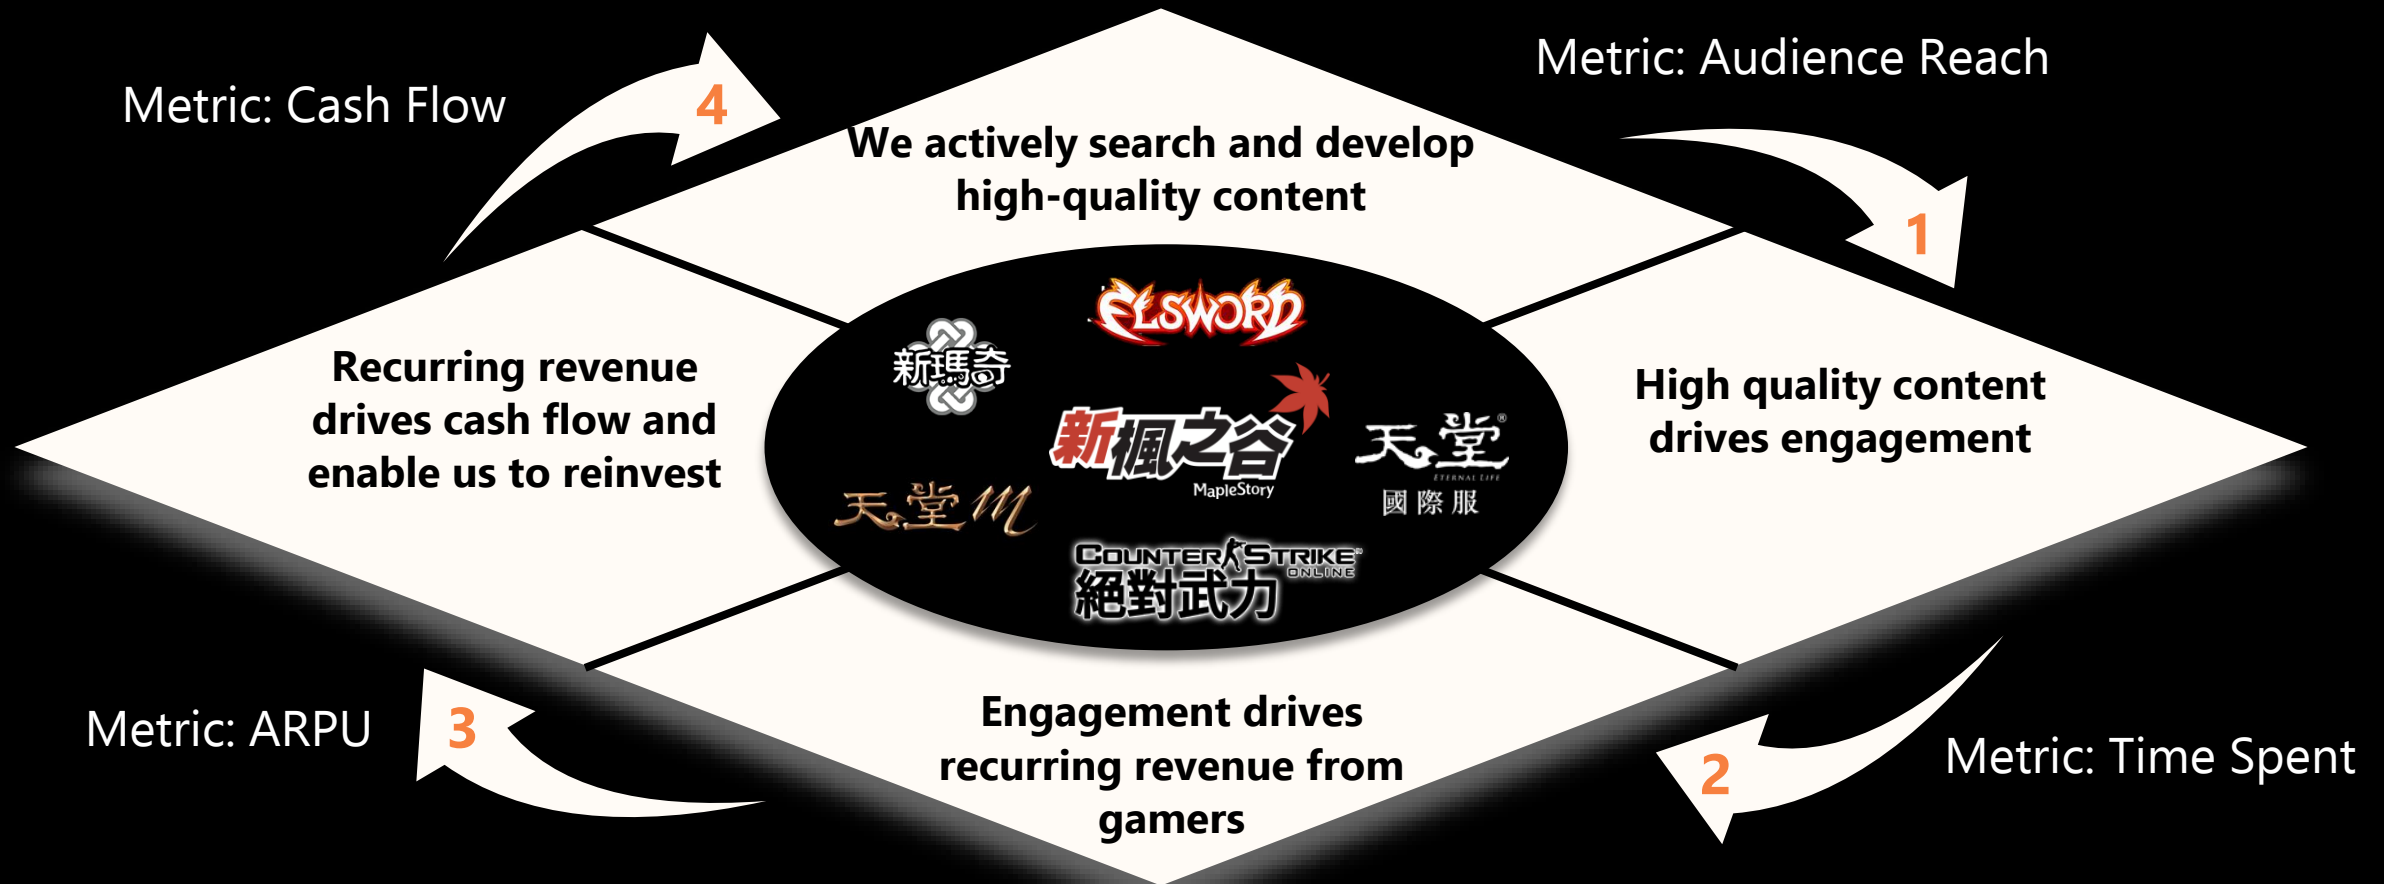 Metric: Audience Reach
Metric: Cash Flow
4
We actively search and develop
high-quality content
1
ELSWORD
新瑪奇
Recurring revenue
drives cash flow and
enable us to reinvest
High quality content
drives engagement
新楓之谷
MapleStory
天堂®
ETERNAL LIFE
國際服
天堂M
COUNTER STRIKE
ONLINE
絕對武力
Engagement drives
recurring revenue from
gamers
Metric: ARPU
3
2
Metric: Time Spent